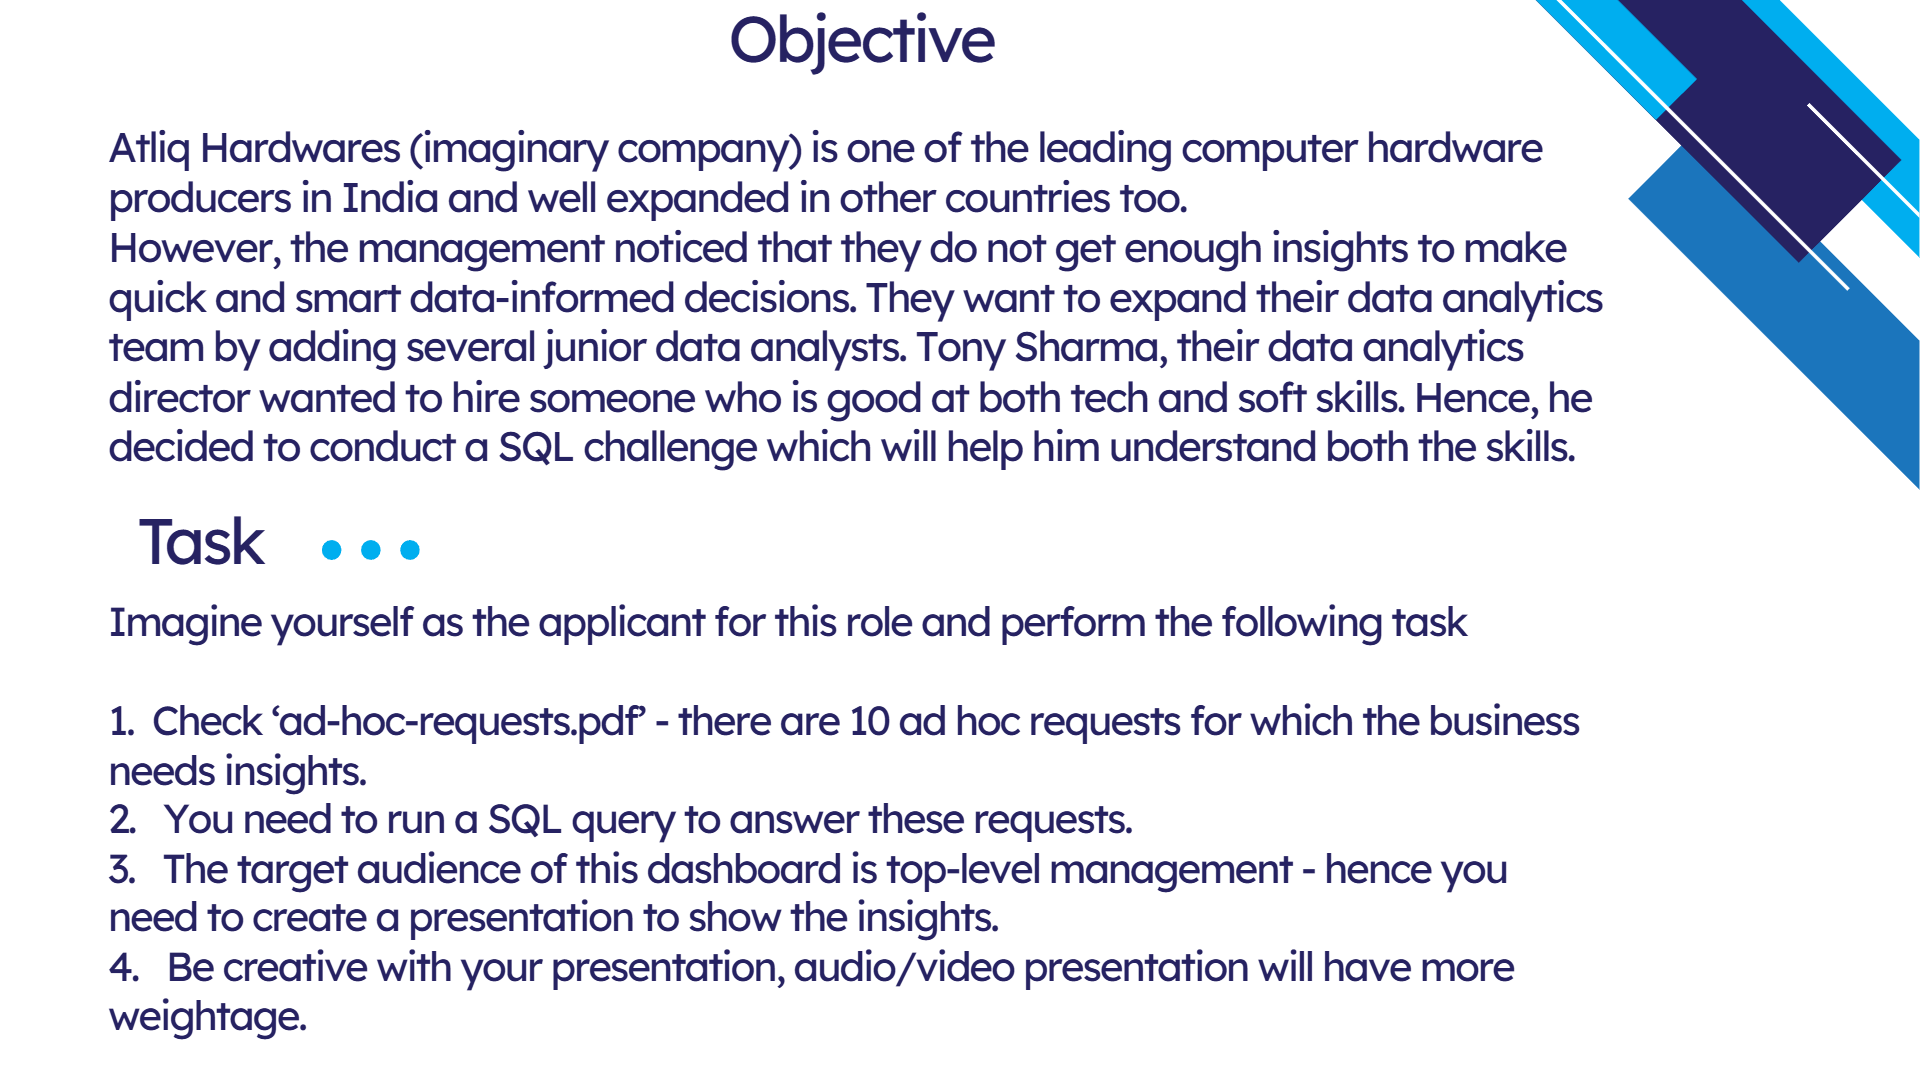 Objective
Atliq Hardwares (imaginary company) is one of the leading computer hardware
producers in India and well expanded in other countries too.
However, the management noticed that they do not get enough insights to make
quick and smart data-informed decisions. They want to expand their data analytics
team by adding several junior data analysts. Tony Sharma, their data analytics
director wanted to hire someone who is good at both tech and soft skills. Hence, he
decided to conduct a SQL challenge which will help him understand both the skills.
Task
Imagine yourself as the applicant for this role and perform the following task
1. Check ‘ad-hoc-requests.pdf’ - there are 10 ad hoc requests for which the business
needs insights.
2. You need to run a SQL query to answer these requests.
3. The target audience of this dashboard is top-level management - hence you
need to create a presentation to show the insights.
4. Be creative with your presentation, audio/video presentation will have more
weightage.